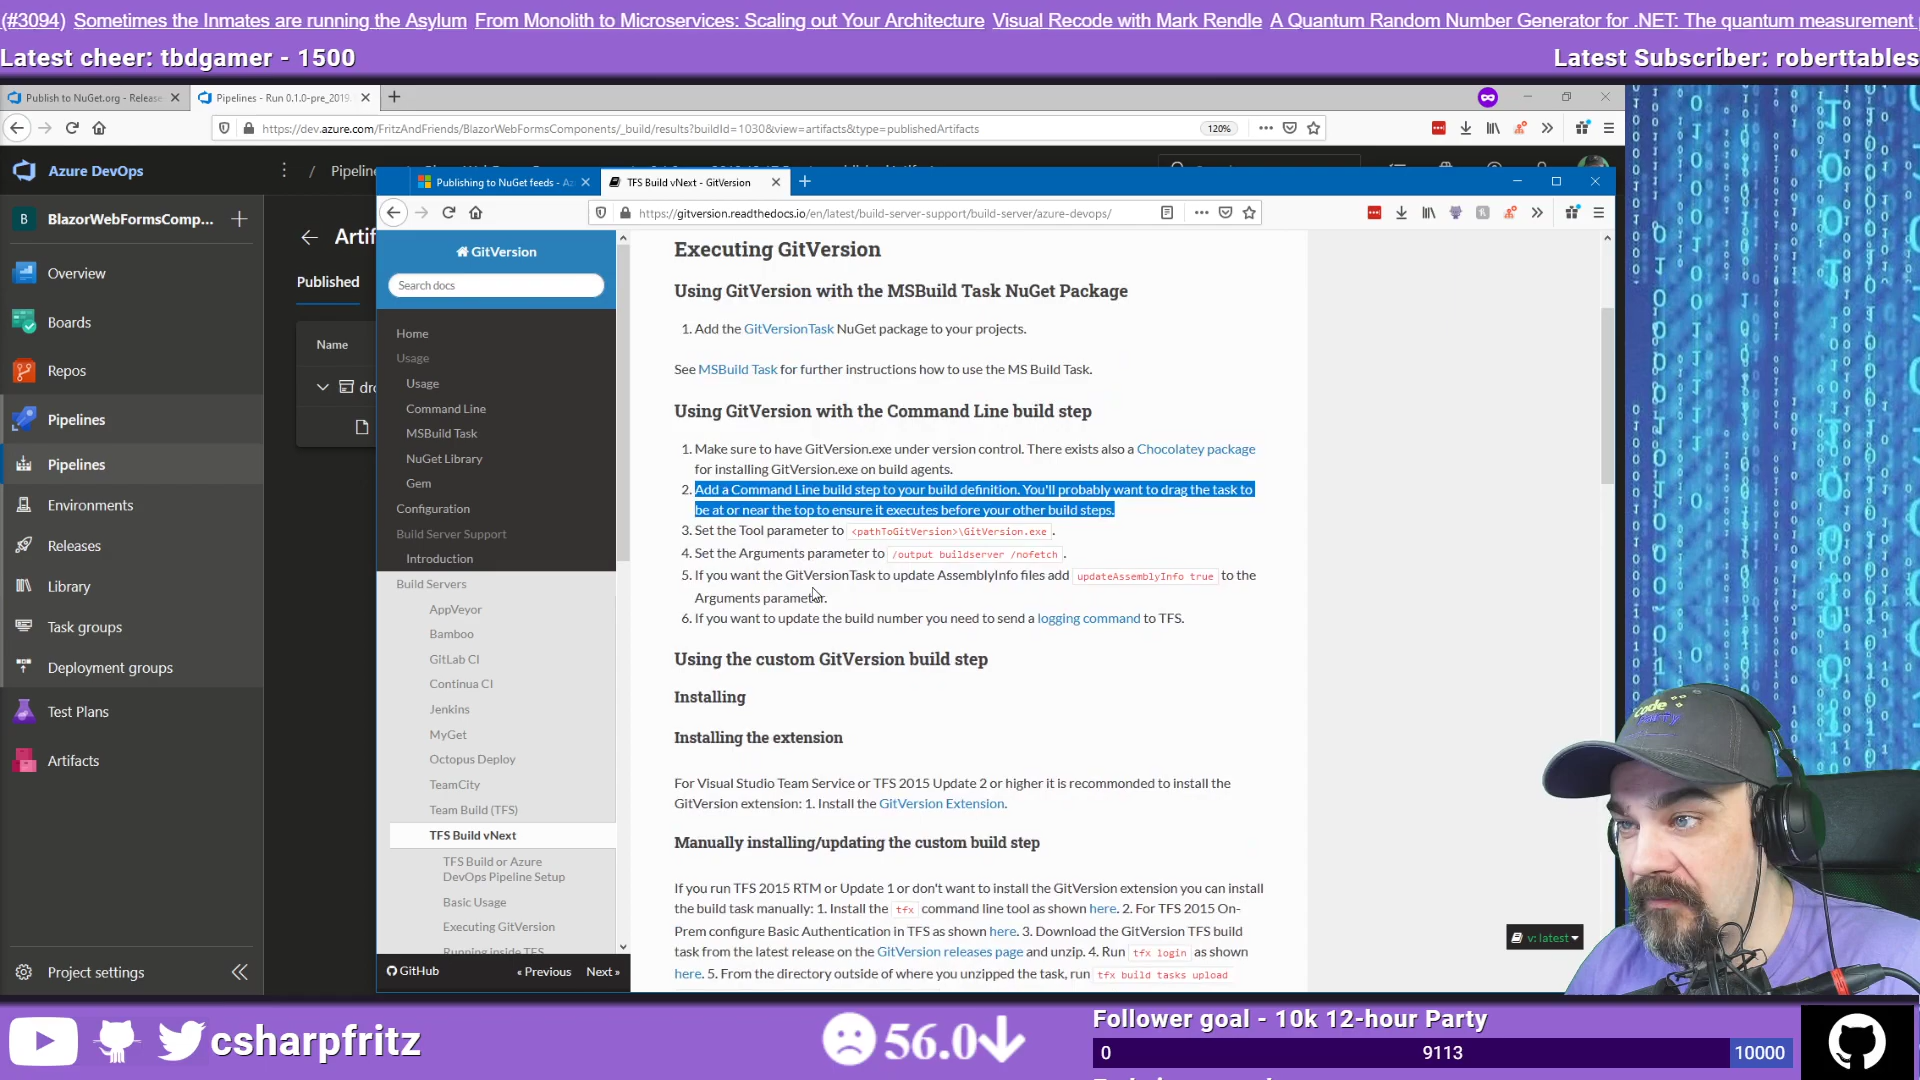 (#3094) Sometimes the Inmates are running the Asylum From Monolith to Microservices: Scaling out Your Architecture Visual Recode with Mark Rendle A Quantum Random Number Generator for .NET: The quantum measurement
Latest cheer: tbdgamer - 1500
Latest Subscriber: roberttables
Publish to NuGet.org - Release
Pipelines - Run 0.1.0-pre_2019.
https://dev.azure.com/FritzAndFriends/BlazorWebFormsComponents/_build/results?buildId=1030&view=artifacts&type=publishedArtifacts
120%
Azure DevOps
/ Pipeline
B BlazorWebFormsComp...
Overview
Boards
Repos
Pipelines
Pipelines
Environments
Releases
Library
Task groups
Deployment groups
Test Plans
Artifacts
Project settings
Artif
Published
Name
dro
Publishing to NuGet feeds - Az
TFS Build vNext - GitVersion
https://gitversion.readthedocs.io/en/latest/build-server-support/build-server/azure-devops/
GitVersion
Search docs
Home
Usage
Usage
Command Line
MSBuild Task
NuGet Library
Gem
Configuration
Build Server Support
Introduction
Build Servers
AppVeyor
Bamboo
GitLab CI
Continua CI
Jenkins
MyGet
Octopus Deploy
TeamCity
Team Build (TFS)
TFS Build vNext
TFS Build or Azure
DevOps Pipeline Setup
Basic Usage
Executing GitVersion
Running inside TFS
GitHub
« Previous
Next »
Executing GitVersion
Using GitVersion with the MSBuild Task NuGet Package
1. Add the GitVersionTask NuGet package to your projects.
See MSBuild Task for further instructions how to use the MS Build Task.
Using GitVersion with the Command Line build step
1. Make sure to have GitVersion.exe under version control. There exists also a Chocolatey package
for installing GitVersion.exe on build agents.
2. Add a Command Line build step to your build definition. You'll probably want to drag the task to
be at or near the top to ensure it executes before your other build steps.
3. Set the Tool parameter to <pathToGitVersion>\GitVersion.exe .
4. Set the Arguments parameter to /output buildserver /nofetch .
5. If you want the GitVersionTask to update AssemblyInfo files add updateAssemblyInfo true to the
Arguments parameter.
6. If you want to update the build number you need to send a logging command to TFS.
Using the custom GitVersion build step
Installing
Installing the extension
For Visual Studio Team Service or TFS 2015 Update 2 or higher it is recommonded to install the
GitVersion extension: 1. Install the GitVersion Extension.
Manually installing/updating the custom build step
If you run TFS 2015 RTM or Update 1 or don't want to install the GitVersion extension you can install
the build task manually: 1. Install the tfx command line tool as shown here. 2. For TFS 2015 On-
Prem configure Basic Authentication in TFS as shown here. 3. Download the GitVersion TFS build
task from the latest release on the GitVersion releases page and unzip. 4. Run tfx login as shown
here. 5. From the directory outside of where you unzipped the task, run tfx build tasks upload
v: latest
code
party
csharpfritz
56.0
Follower goal - 10k 12-hour Party
0
9113
10000